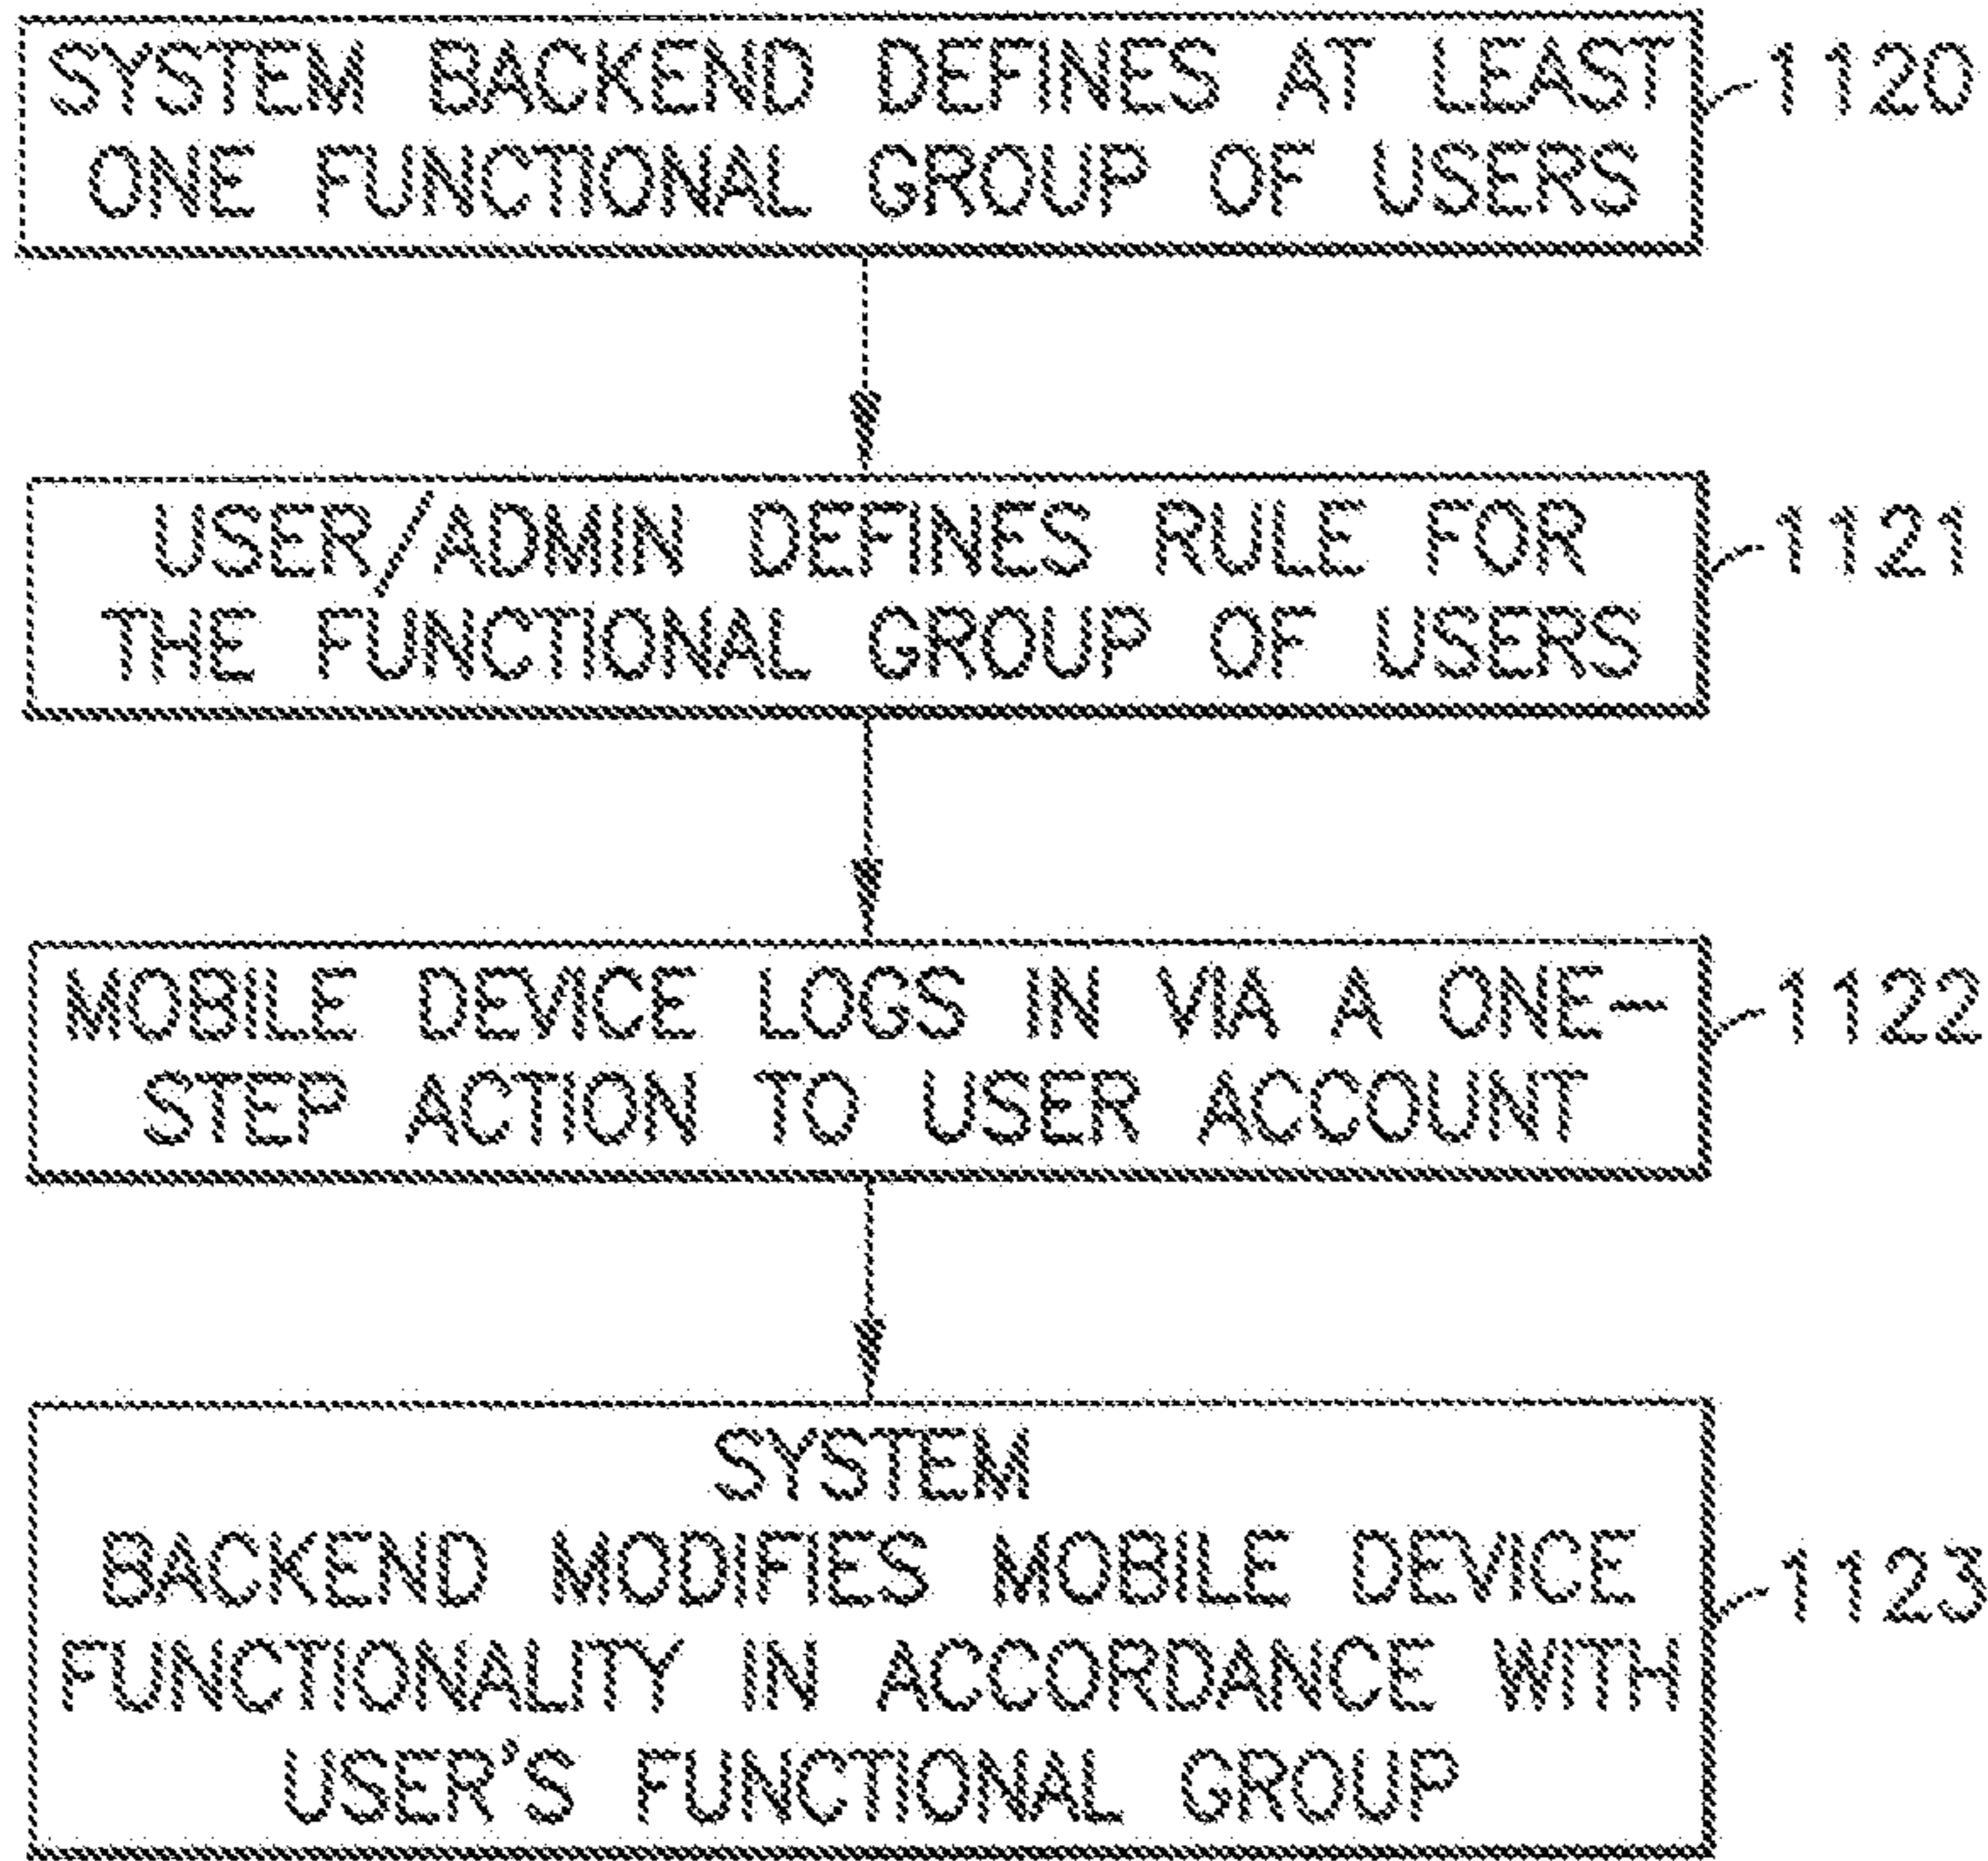 SYSTEM BACKEND DEFINES AT LEAST
ONE FUNCTIONAL GROUP OF USERS
1120
USER/ADMIN DEFINES RULE FOR
THE FUNCTIONAL GROUP OF USERS
1121
MOBILE DEVICE LOGS IN VIA A ONE-
STEP ACTION TO USER ACCOUNT
1122
SYSTEM
BACKEND MODIFIES MOBILE DEVICE
FUNCTIONALITY IN ACCORDANCE WITH
USER'S FUNCTIONAL GROUP
1123